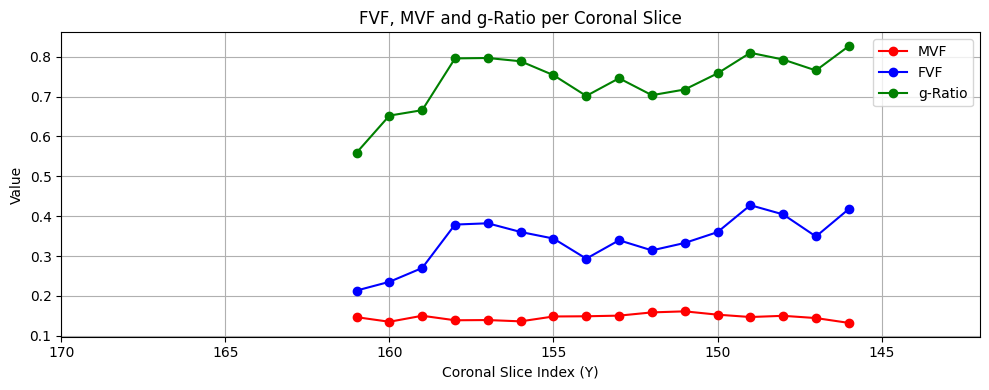 FVF, MVF and g-Ratio per Coronal Slice
MVF
FVF
g-Ratio
Value
0.8
0.7
0.6
0.5
0.4
0.3
0.2
0.1
170 165 160 155 150 145
Coronal Slice Index (Y)